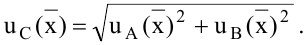 u_C(x̅) = √(u_A(x̅)² + u_B(x̅)²) .